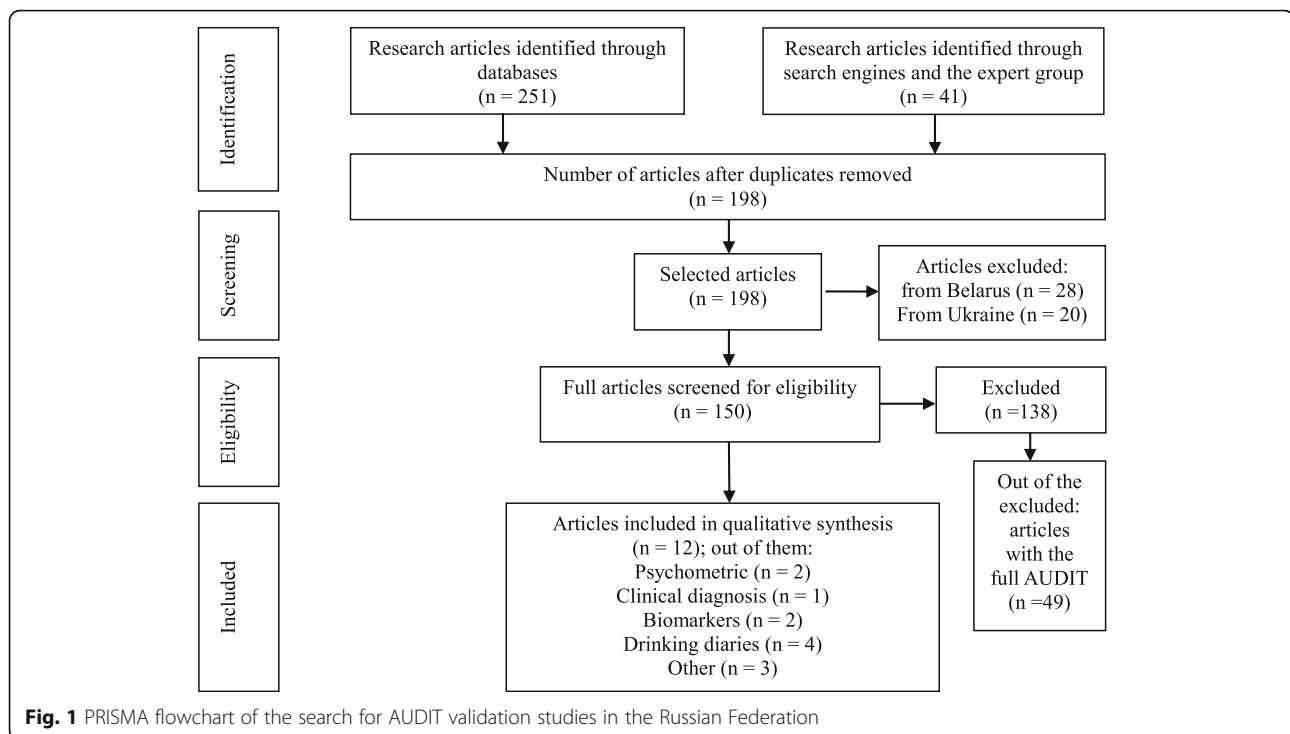 Identification
Research articles identified through
databases
(n = 251)
Research articles identified through
search engines and the expert group
(n = 41)
Number of articles after duplicates removed
(n = 198)
Screening
Selected articles
(n = 198)
Articles excluded:
from Belarus (n = 28)
From Ukraine (n = 20)
Eligibility
Full articles screened for eligibility
(n = 150)
Excluded
(n =138)
Out of the
excluded:
articles
with the
full AUDIT
(n =49)
Included
Articles included in qualitative synthesis
(n = 12); out of them:
Psychometric (n = 2)
Clinical diagnosis (n = 1)
Biomarkers (n = 2)
Drinking diaries (n = 4)
Other (n = 3)
Fig. 1 PRISMA flowchart of the search for AUDIT validation studies in the Russian Federation